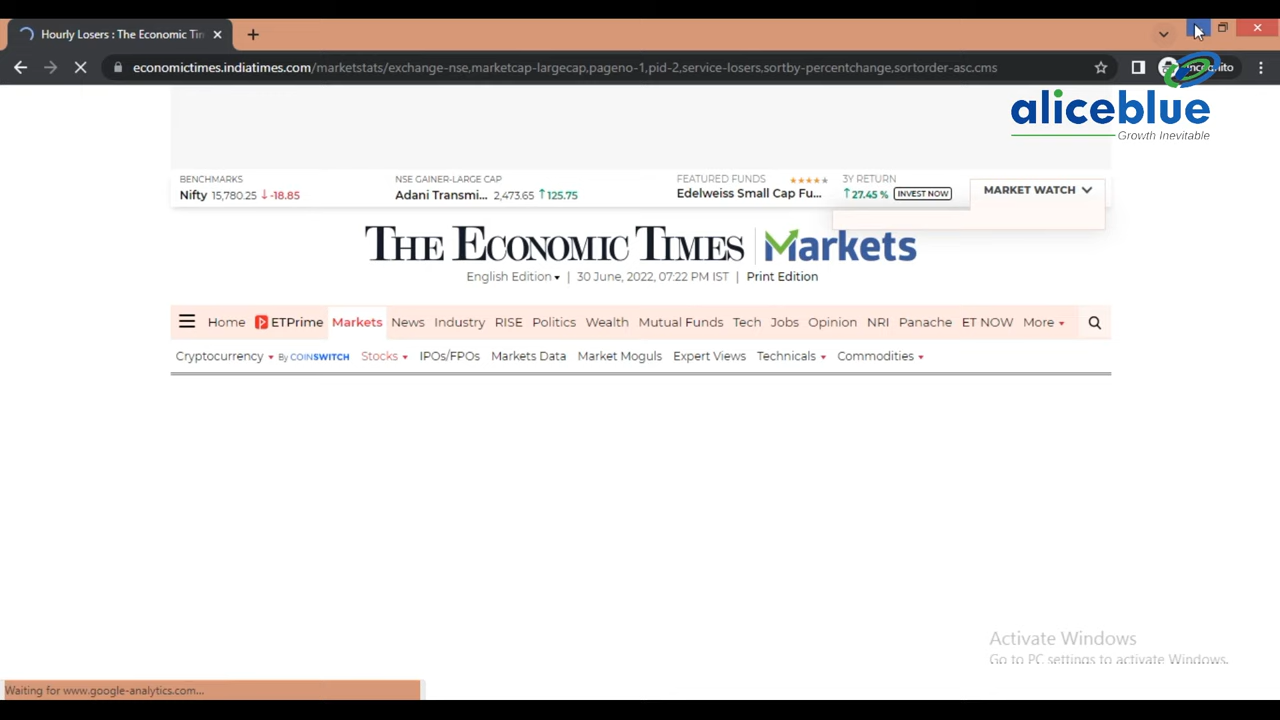 Hourly Losers : The Economic Tin
economictimes.indiatimes.com/marketstats/exchange-nse,marketcap-largecap,pageno-1,pid-2,service-losers,sortby-percentchange,sortorder-asc.cms
aliceblue
Growth Inevitable
BENCHMARKS
Nifty 15,780.25 ↓ -18.85
NSE GAINER-LARGE CAP
Adani Transmi... 2,473.65 ↑ 125.75
FEATURED FUNDS ★★★★★
Edelweiss Small Cap Fu...
3Y RETURN
↑ 27.45 % INVEST NOW
MARKET WATCH
THE ECONOMIC TIMES | Markets
English Edition | 30 June, 2022, 07:22 PM IST | Print Edition
Home ETPrime Markets News Industry RISE Politics Wealth Mutual Funds Tech Jobs Opinion NRI Panache ET NOW More
Cryptocurrency By COINSWITCH Stocks IPOs/FPOs Markets Data Market Moguls Expert Views Technicals Commodities
Activate Windows
Go to PC settings to activate Windows.
Waiting for www.google-analytics.com...